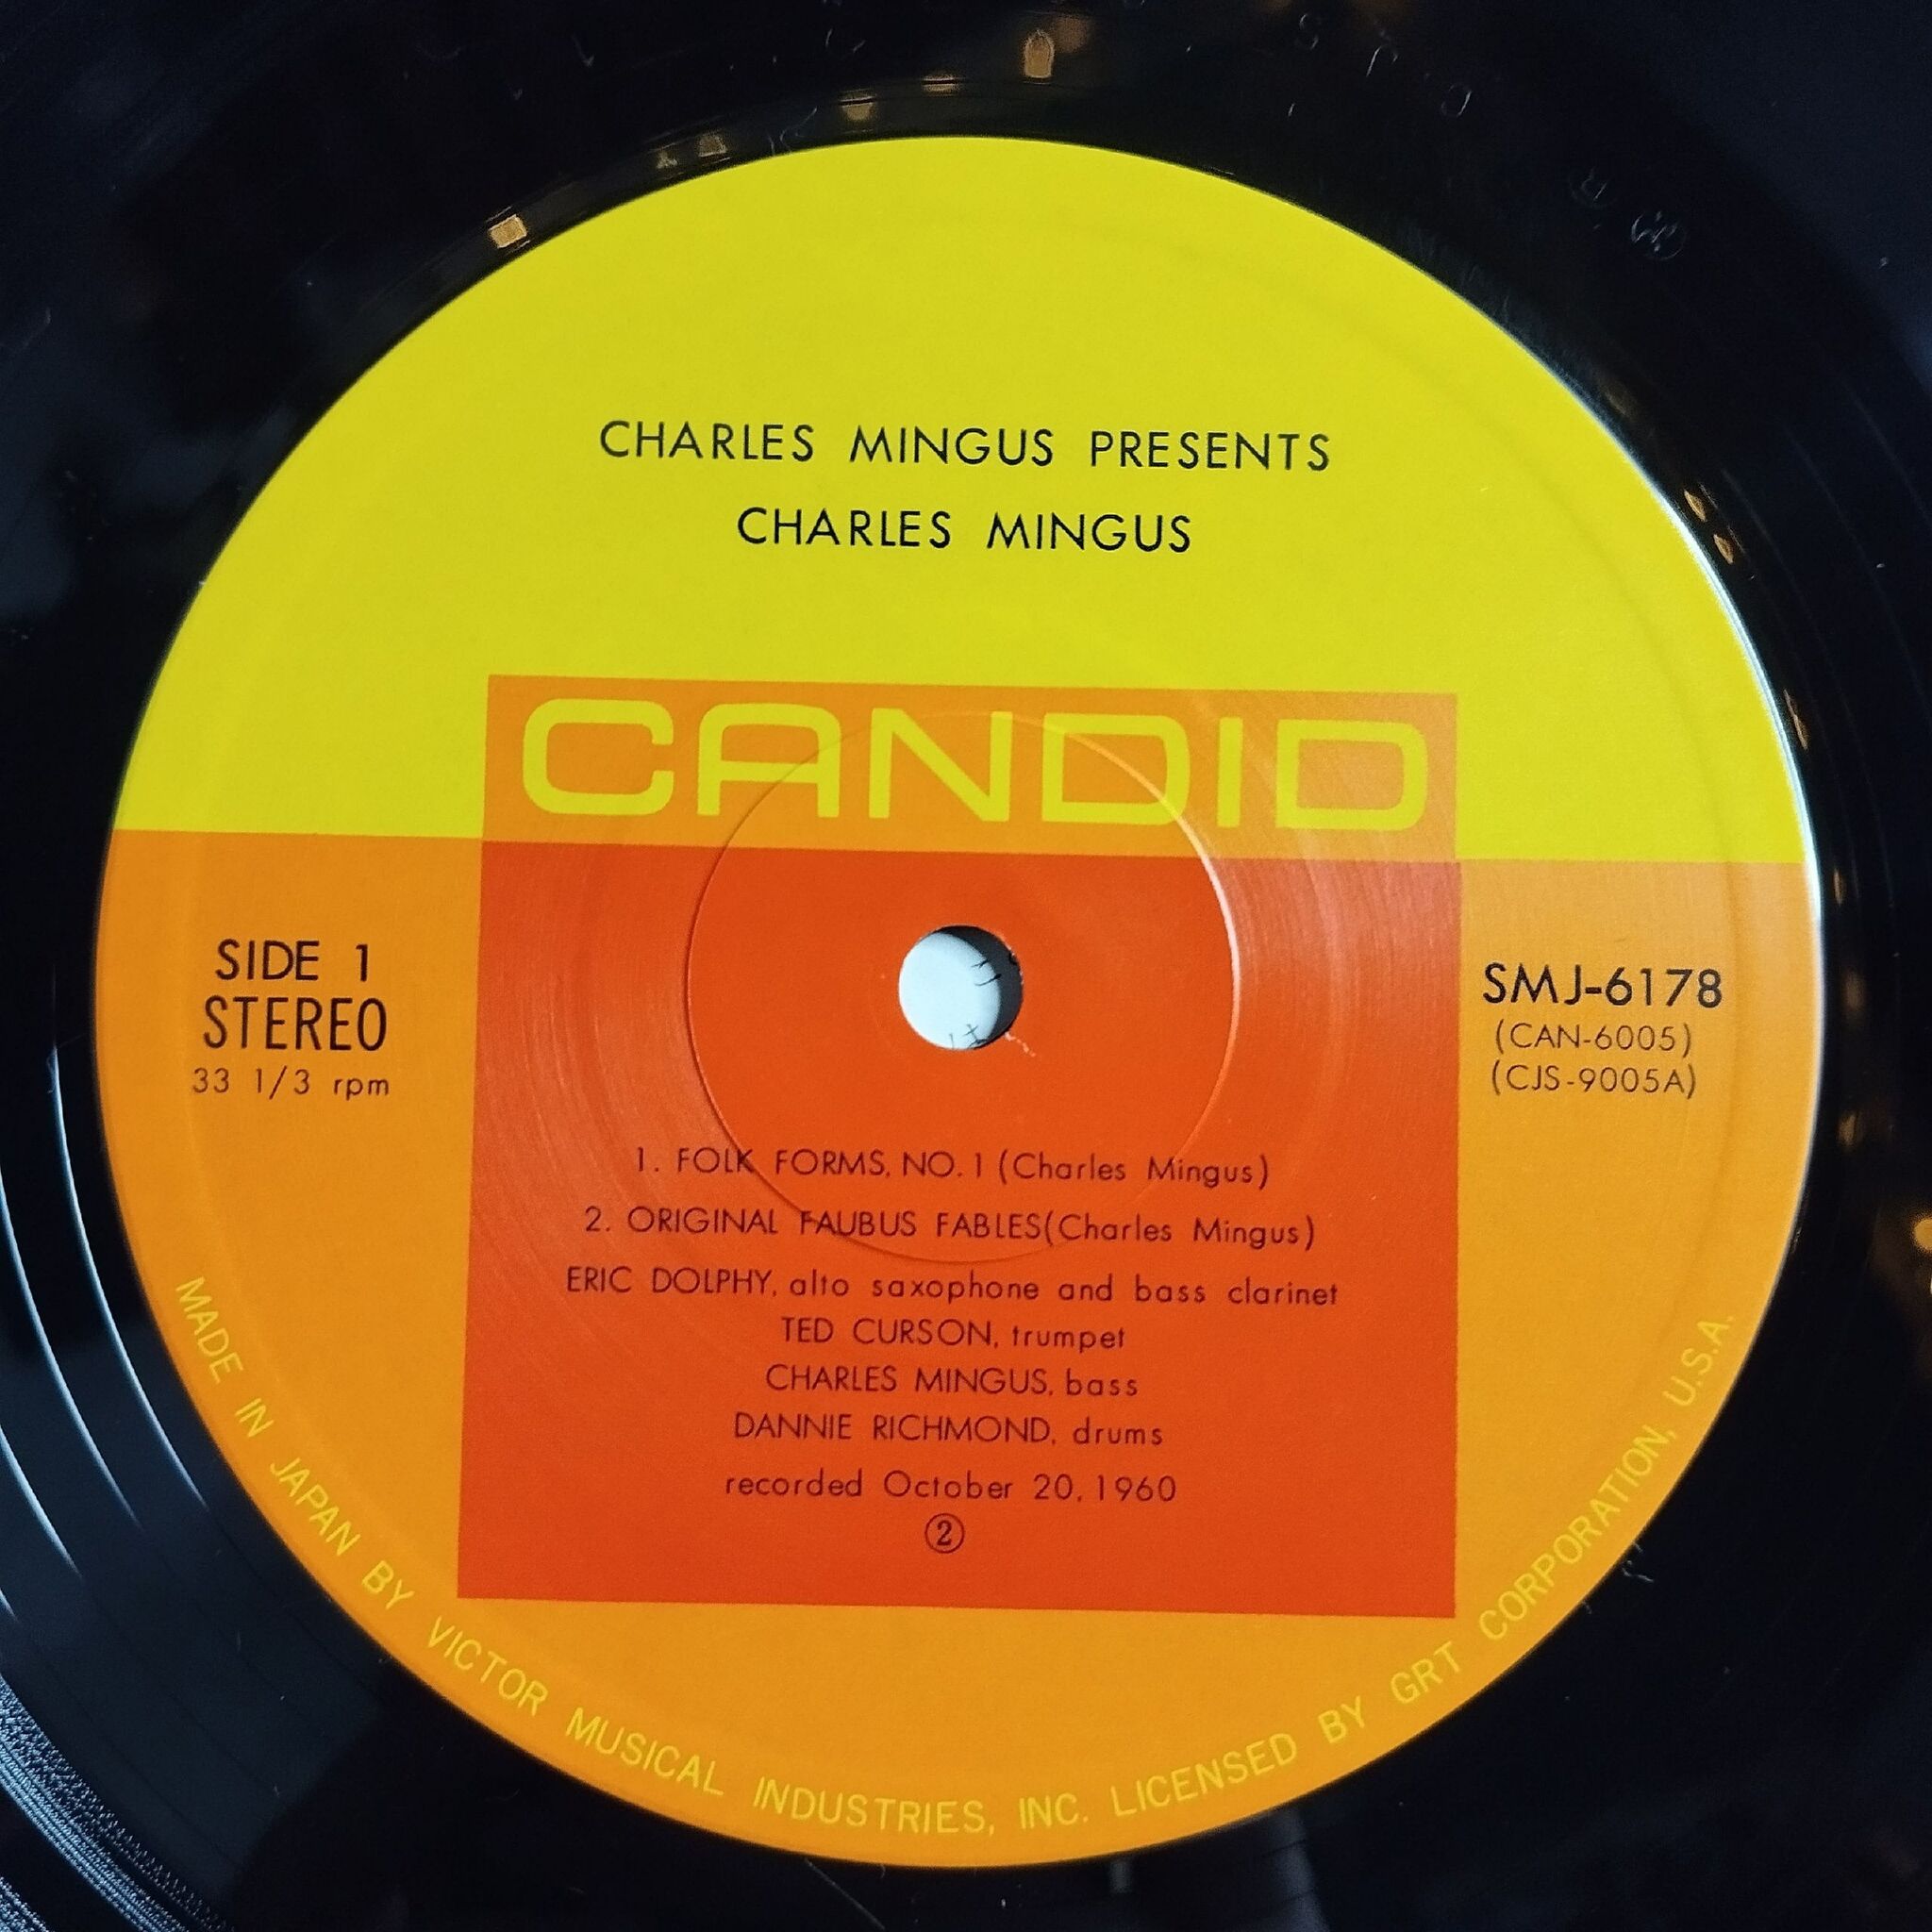 CHARLES MINGUS PRESENTS
CHARLES MINGUS
CANDID
SIDE 1
STEREO
33 1/3 rpm
SMJ-6178
(CAN-6005)
(CJS-9005A)
1. FOLK FORMS, NO. 1 (Charles Mingus)
2. ORIGINAL FAUBUS FABLES(Charles Mingus)
ERIC DOLPHY, alto saxophone and bass clarinet
TED CURSON, trumpet
CHARLES MINGUS, bass
DANNIE RICHMOND, drums
recorded October 20, 1960
②
MADE IN JAPAN BY VICTOR MUSICAL INDUSTRIES, INC. LICENSED BY GRT CORPORATION, U.S.A.